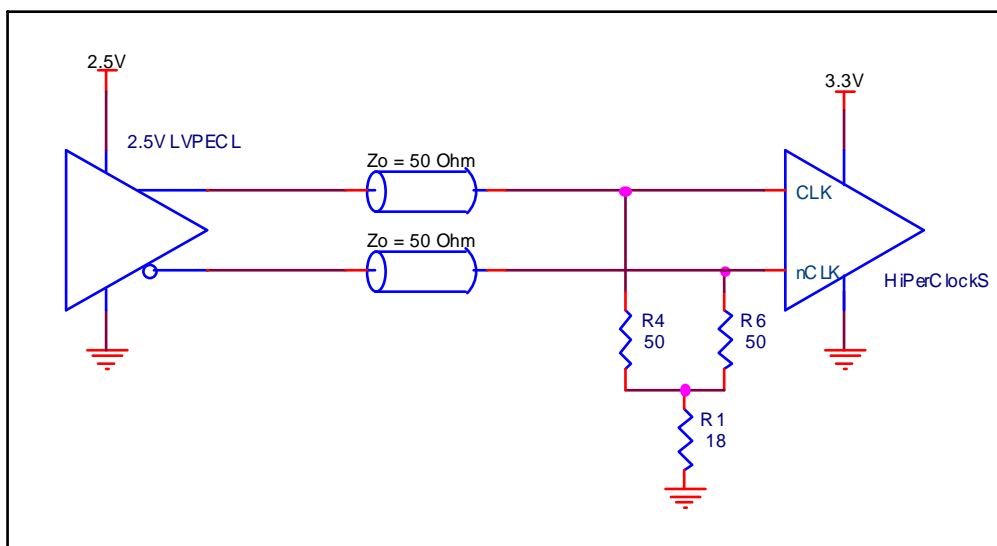 2.5V
3.3V
2.5V LVPECL
Zo = 50 Ohm
CLK
Zo = 50 Ohm
nCLK
HiPerClockS
R4
50
R6
50
R1
18